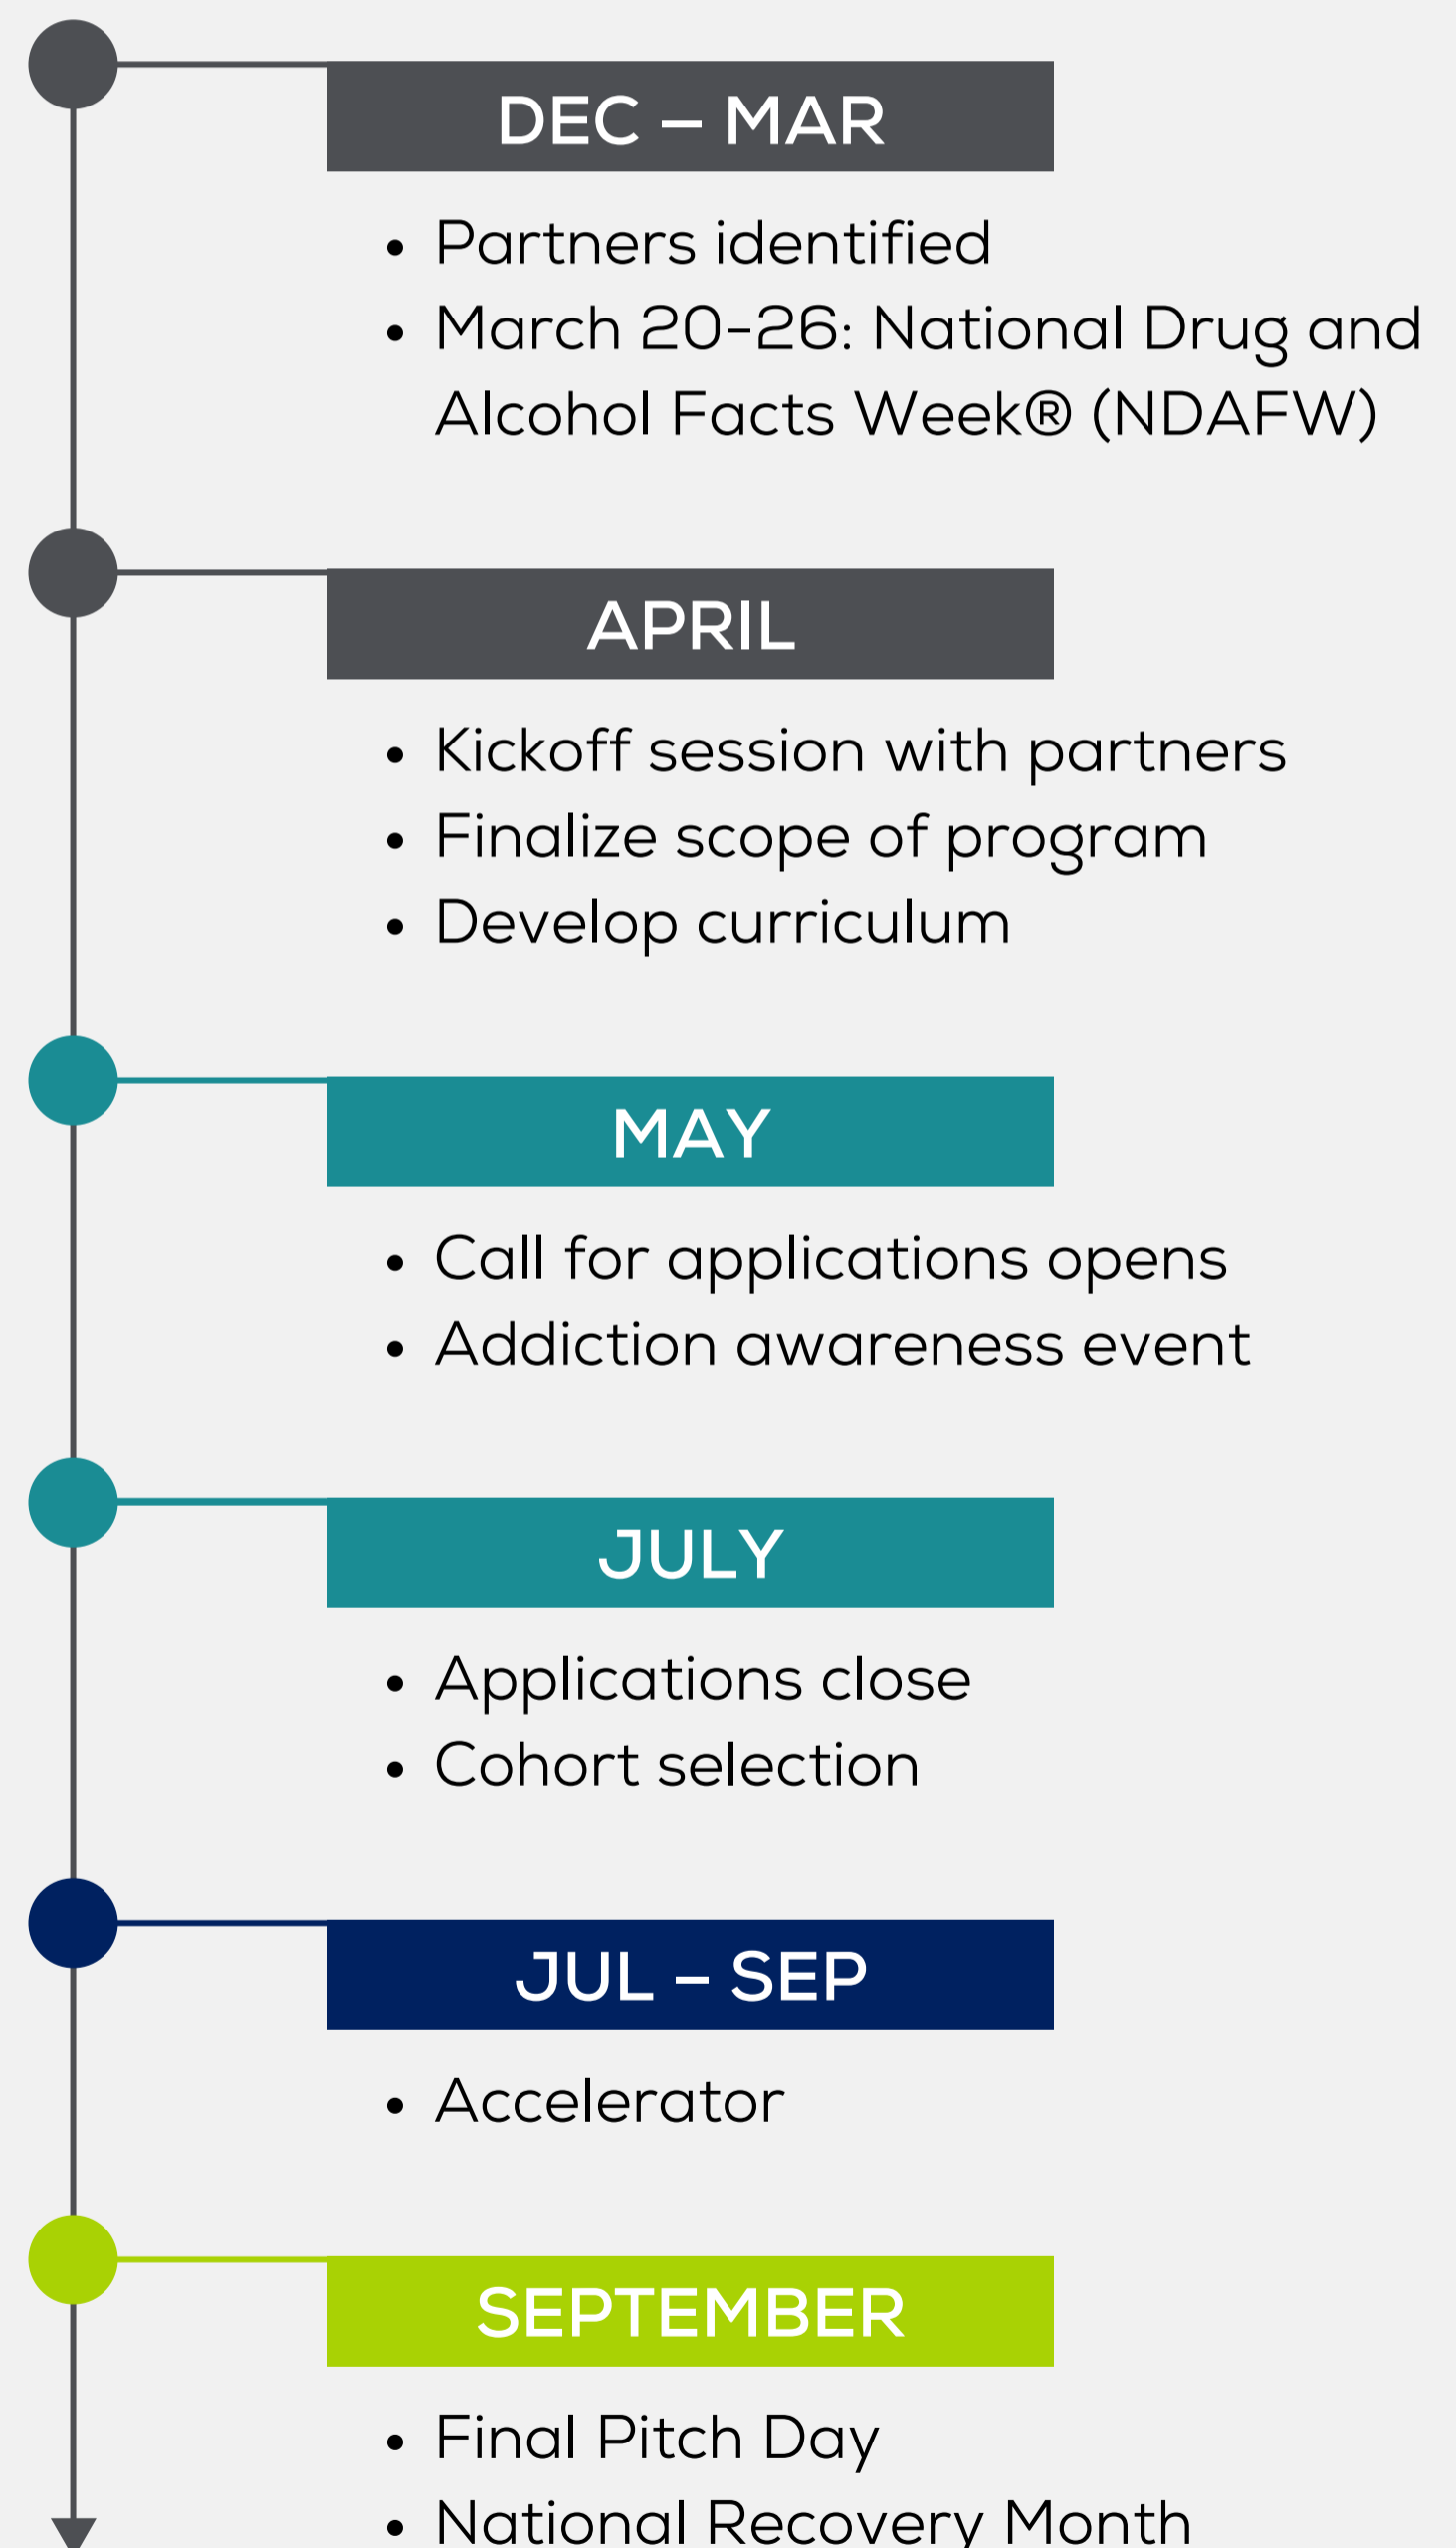 DEC – MAR
• Partners identified
• March 20-26: National Drug and
Alcohol Facts Week® (NDAFW)
APRIL
• Kickoff session with partners
• Finalize scope of program
• Develop curriculum
MAY
• Call for applications opens
• Addiction awareness event
JULY
• Applications close
• Cohort selection
JUL – SEP
• Accelerator
SEPTEMBER
• Final Pitch Day
• National Recovery Month